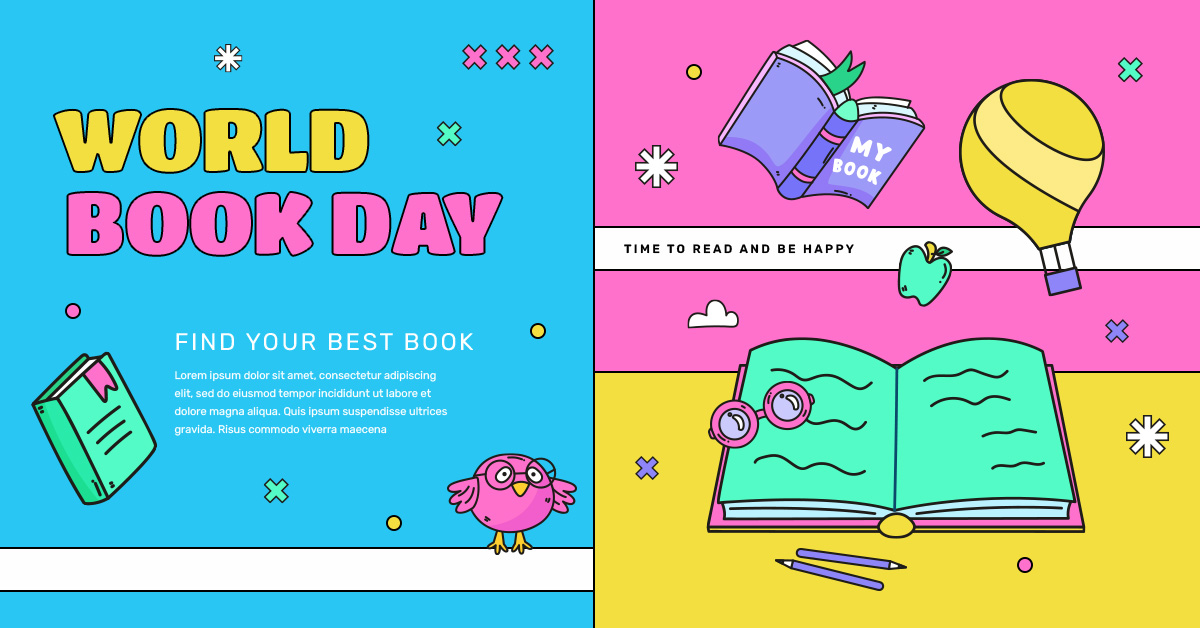 WORLD
BOOK DAY
FIND YOUR BEST BOOK
Lorem ipsum dolor sit amet, consectetur adipiscing
elit, sed do eiusmod tempor incididunt ut labore et
dolore magna aliqua. Quis ipsum suspendisse ultrices
gravida. Risus commodo viverra maecena
MY
BOOK
TIME TO READ AND BE HAPPY